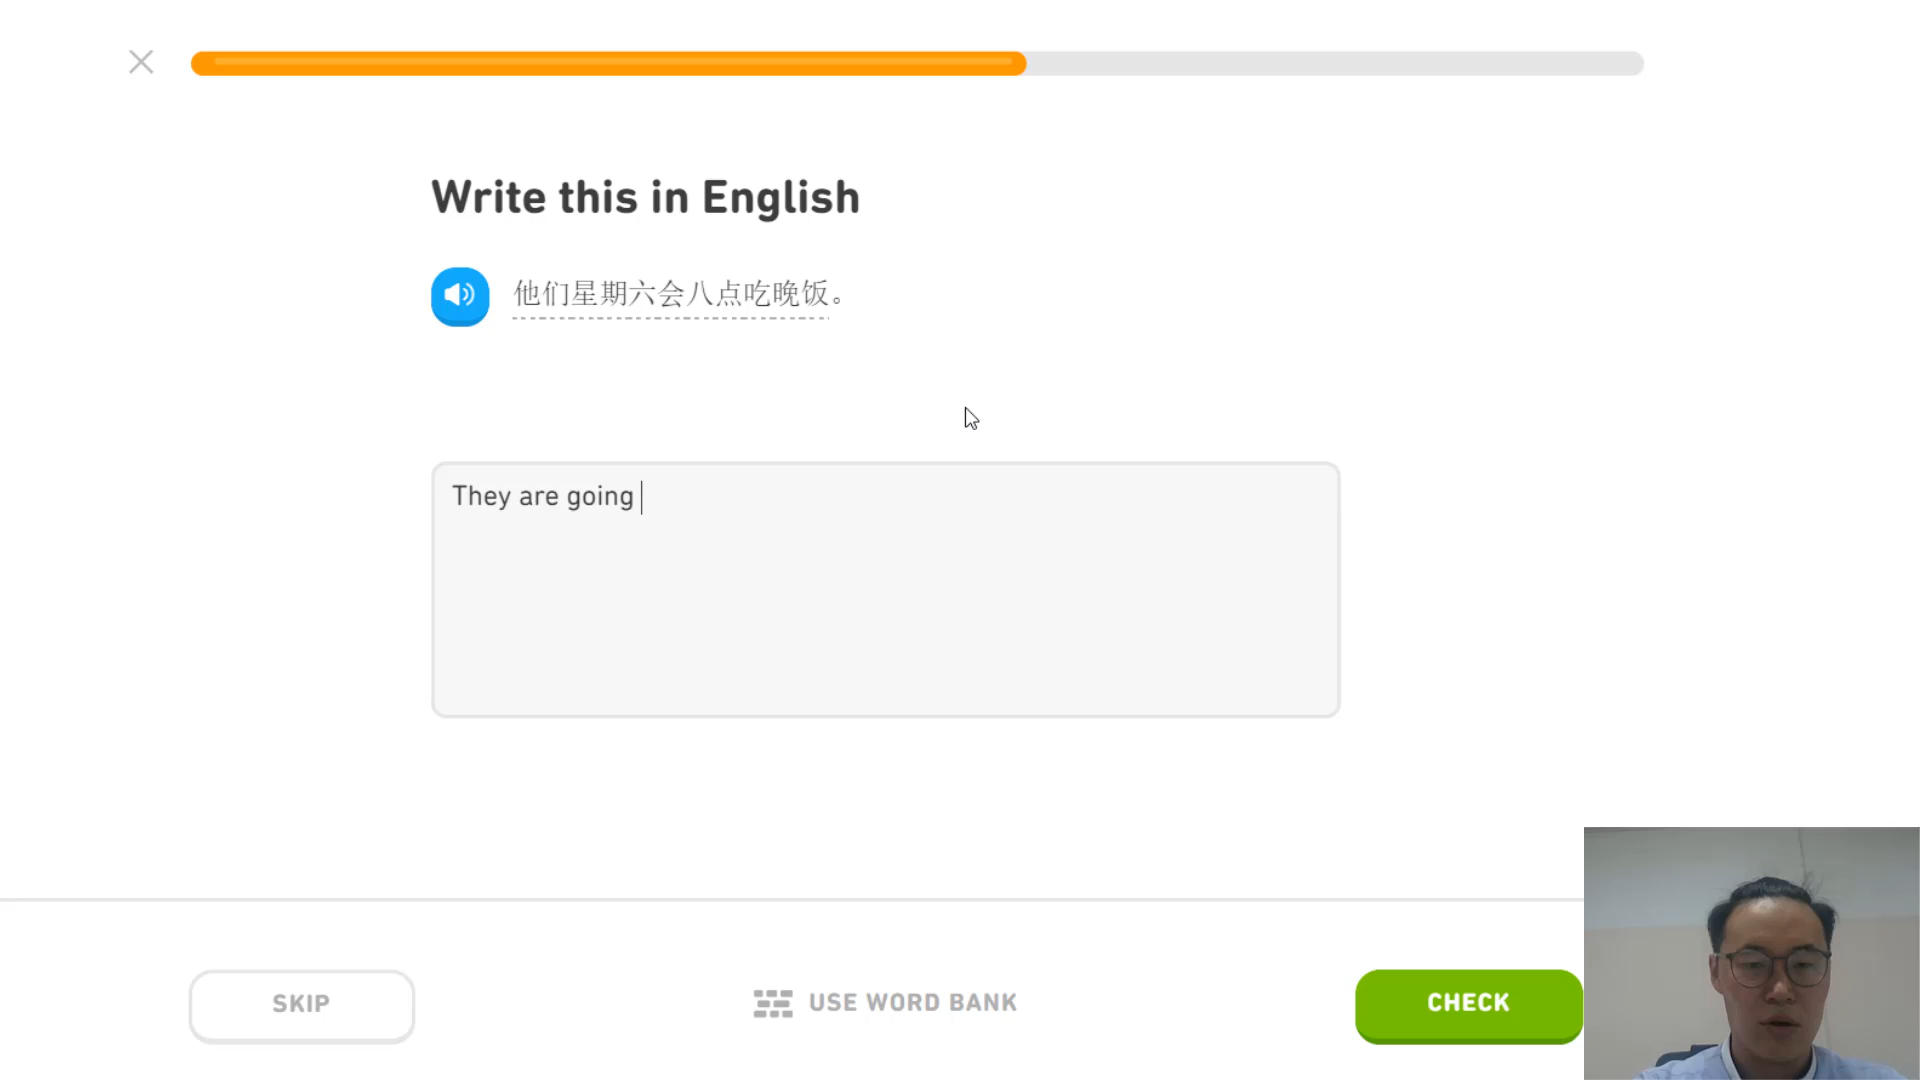 Write this in English
他们星期六会八点吃晚饭。
They are going
SKIP
USE WORD BANK
CHECK